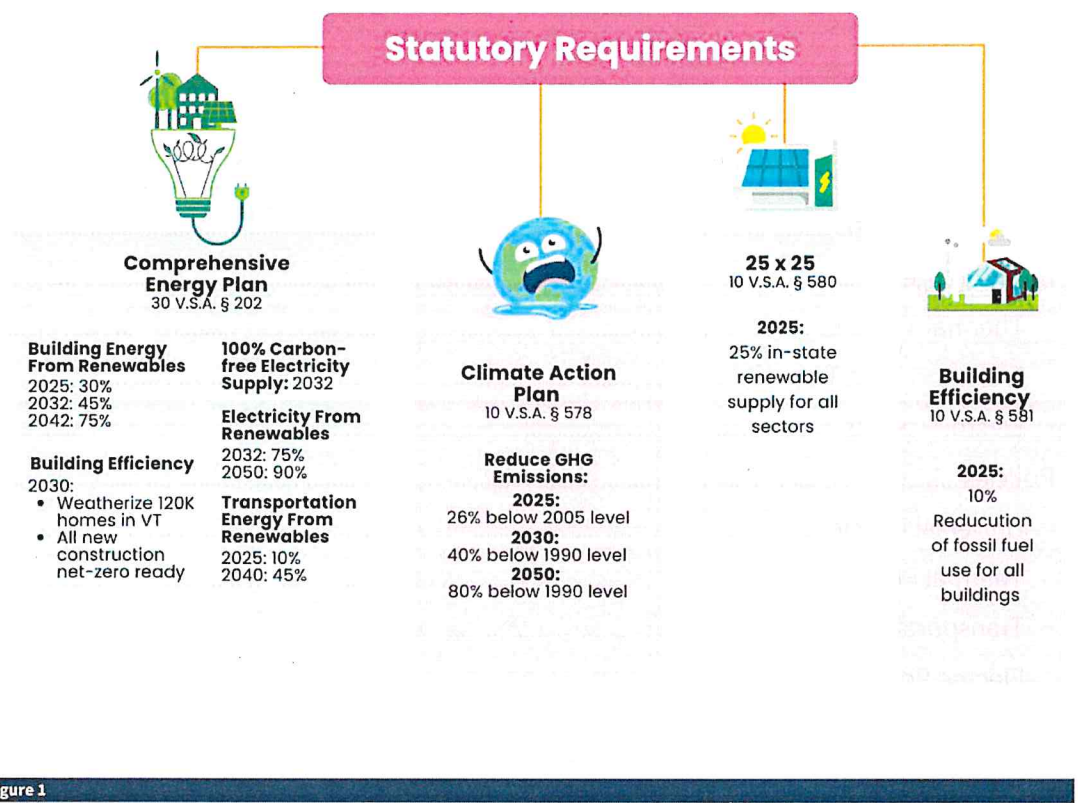 Statutory Requirements
Comprehensive
Energy Plan
30 V.S.A. § 202
Building Energy
From Renewables
2025: 30%
2032: 45%
2042: 75%
Building Efficiency
2030:
• Weatherize 120K
homes in VT
• All new
construction
net-zero ready
100% Carbon-
free Electricity
Supply: 2032
Electricity From
Renewables
2032: 75%
2050: 90%
Transportation
Energy From
Renewables
2025: 10%
2040: 45%
Climate Action
Plan
10 V.S.A. § 578
Reduce GHG
Emissions:
2025:
26% below 2005 level
2030:
40% below 1990 level
2050:
80% below 1990 level
25 x 25
10 V.S.A. § 580
2025:
25% in-state
renewable
supply for all
sectors
Building
Efficiency
10 V.S.A. § 581
2025:
10%
Reducution
of fossil fuel
use for all
buildings
gure 1